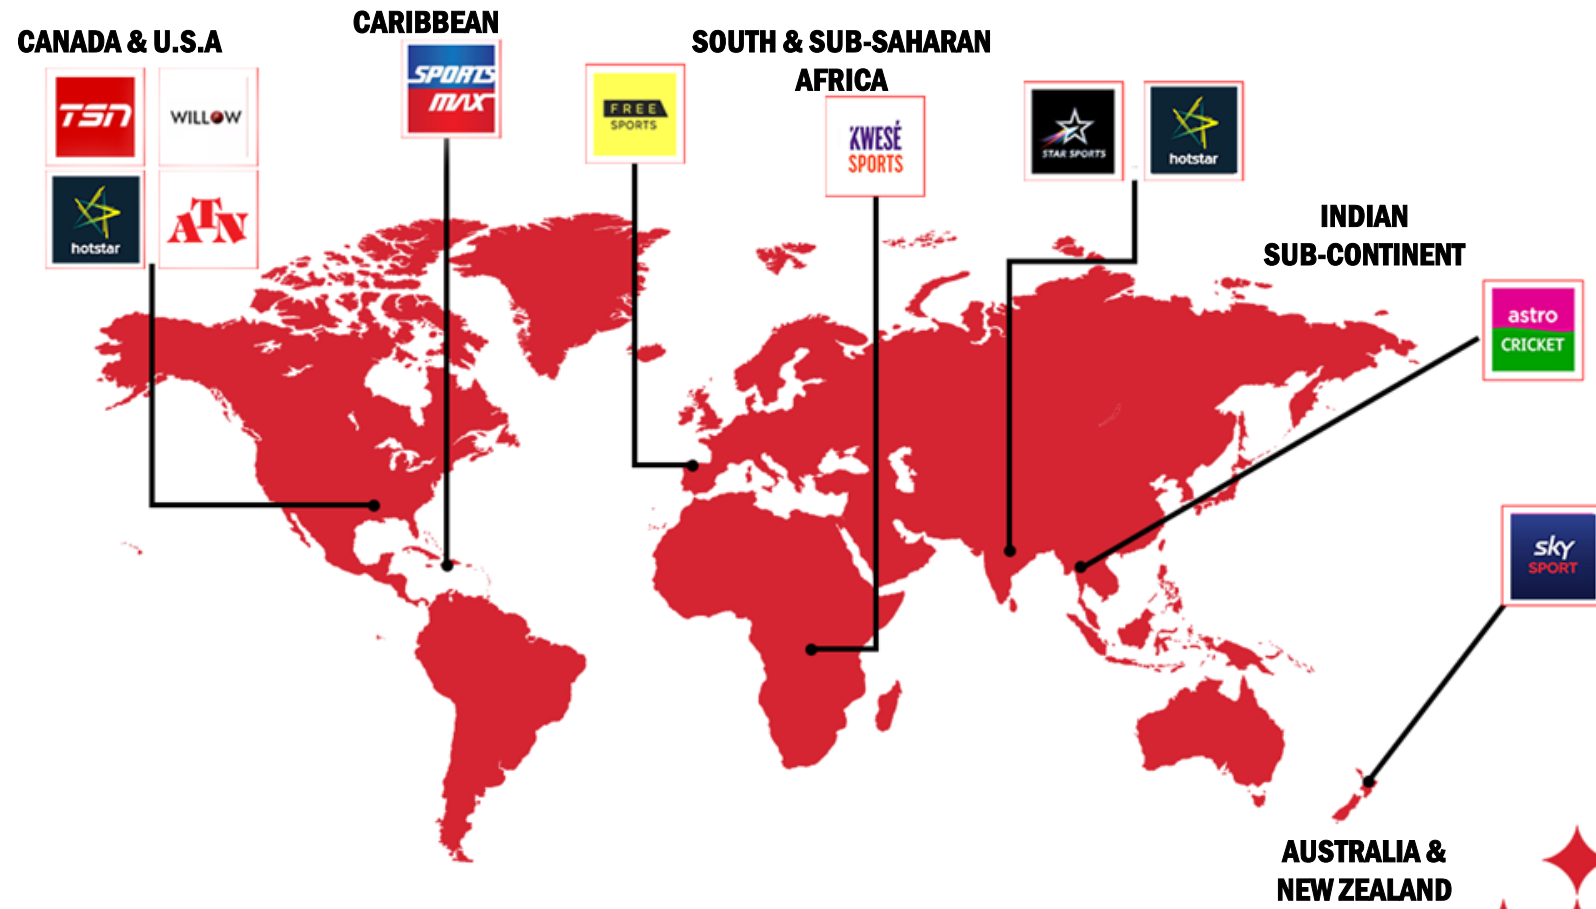 CANADA & U.S.A
TSN
WILLOW
hotstar
ATN
CARIBBEAN
SPORTS
MAX
FREE
SPORTS
SOUTH & SUB-SAHARAN
AFRICA
KWESÉ
SPORTS
STAR SPORTS
hotstar
INDIAN
SUB-CONTINENT
astro
CRICKET
sky
SPORT
AUSTRALIA &
NEW ZEALAND